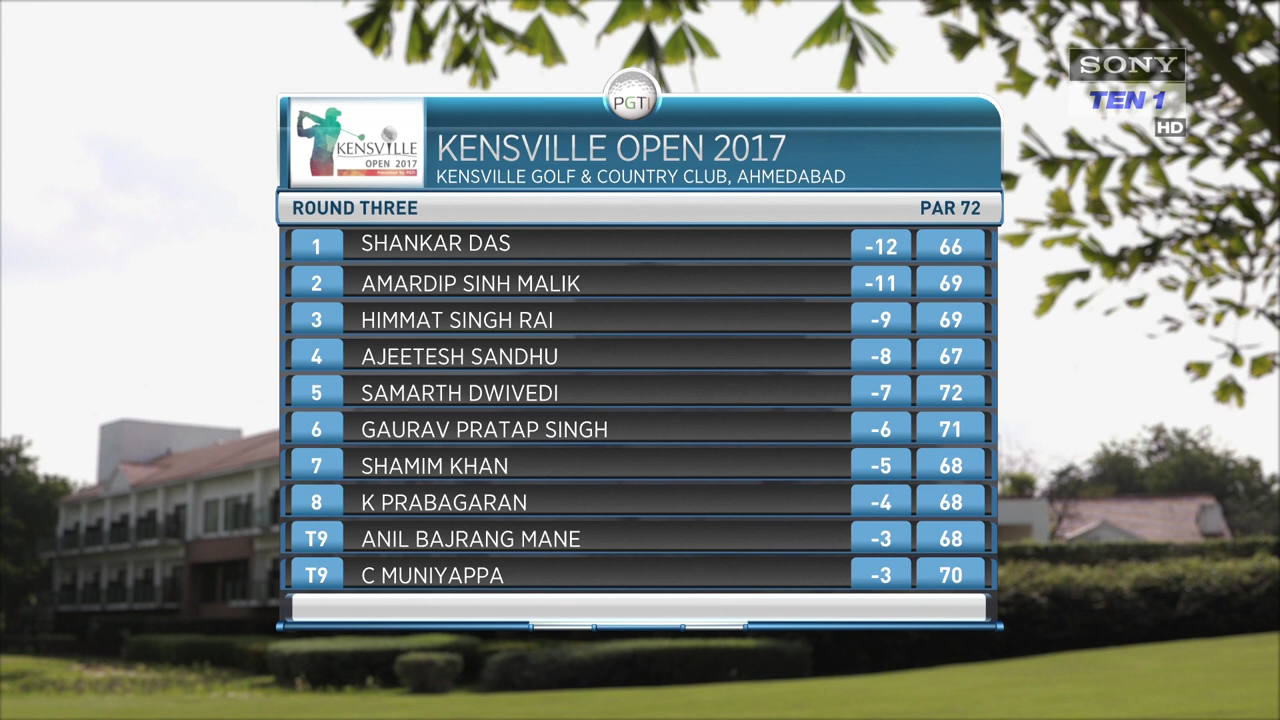 SONY
TEN 1
HD
PGTI
KENSVILLE
OPEN 2017
Presented by PGTI
KENSVILLE OPEN 2017
KENSVILLE GOLF & COUNTRY CLUB, AHMEDABAD
ROUND THREE PAR 72
1 SHANKAR DAS -12 66
2 AMARDIP SINH MALIK -11 69
3 HIMMAT SINGH RAI -9 69
4 AJEETESH SANDHU -8 67
5 SAMARTH DWIVEDI -7 72
6 GAURAV PRATAP SINGH -6 71
7 SHAMIM KHAN -5 68
8 K PRABAGARAN -4 68
T9 ANIL BAJRANG MANE -3 68
T9 C MUNIYAPPA -3 70